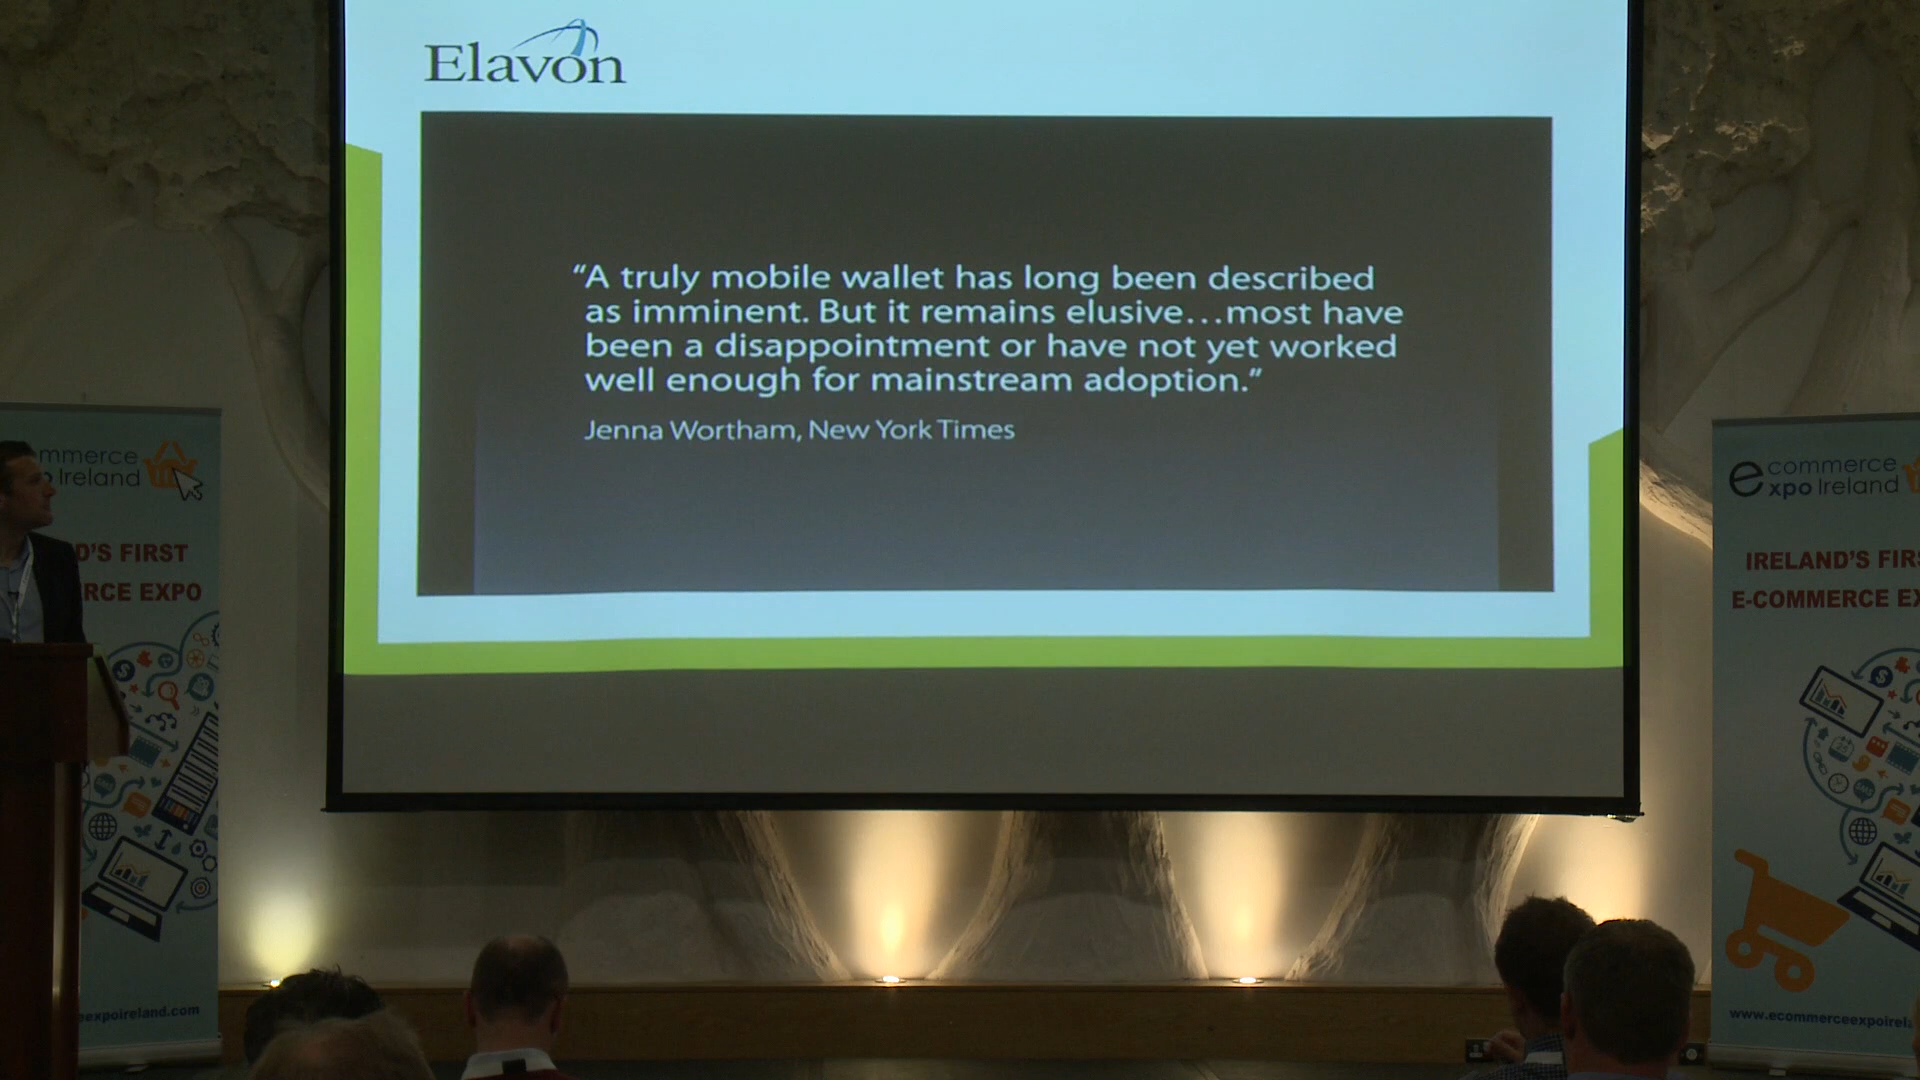 Elavon
“A truly mobile wallet has long been described
as imminent. But it remains elusive…most have
been a disappointment or have not yet worked
well enough for mainstream adoption.”
Jenna Wortham, New York Times
mmerce
Ireland
D’S FIRST
RCE EXPO
eexpoireland.com
ecommerce
expo Ireland
IRELAND’S FIRS
E-COMMERCE EX
www.ecommerceexpoirel